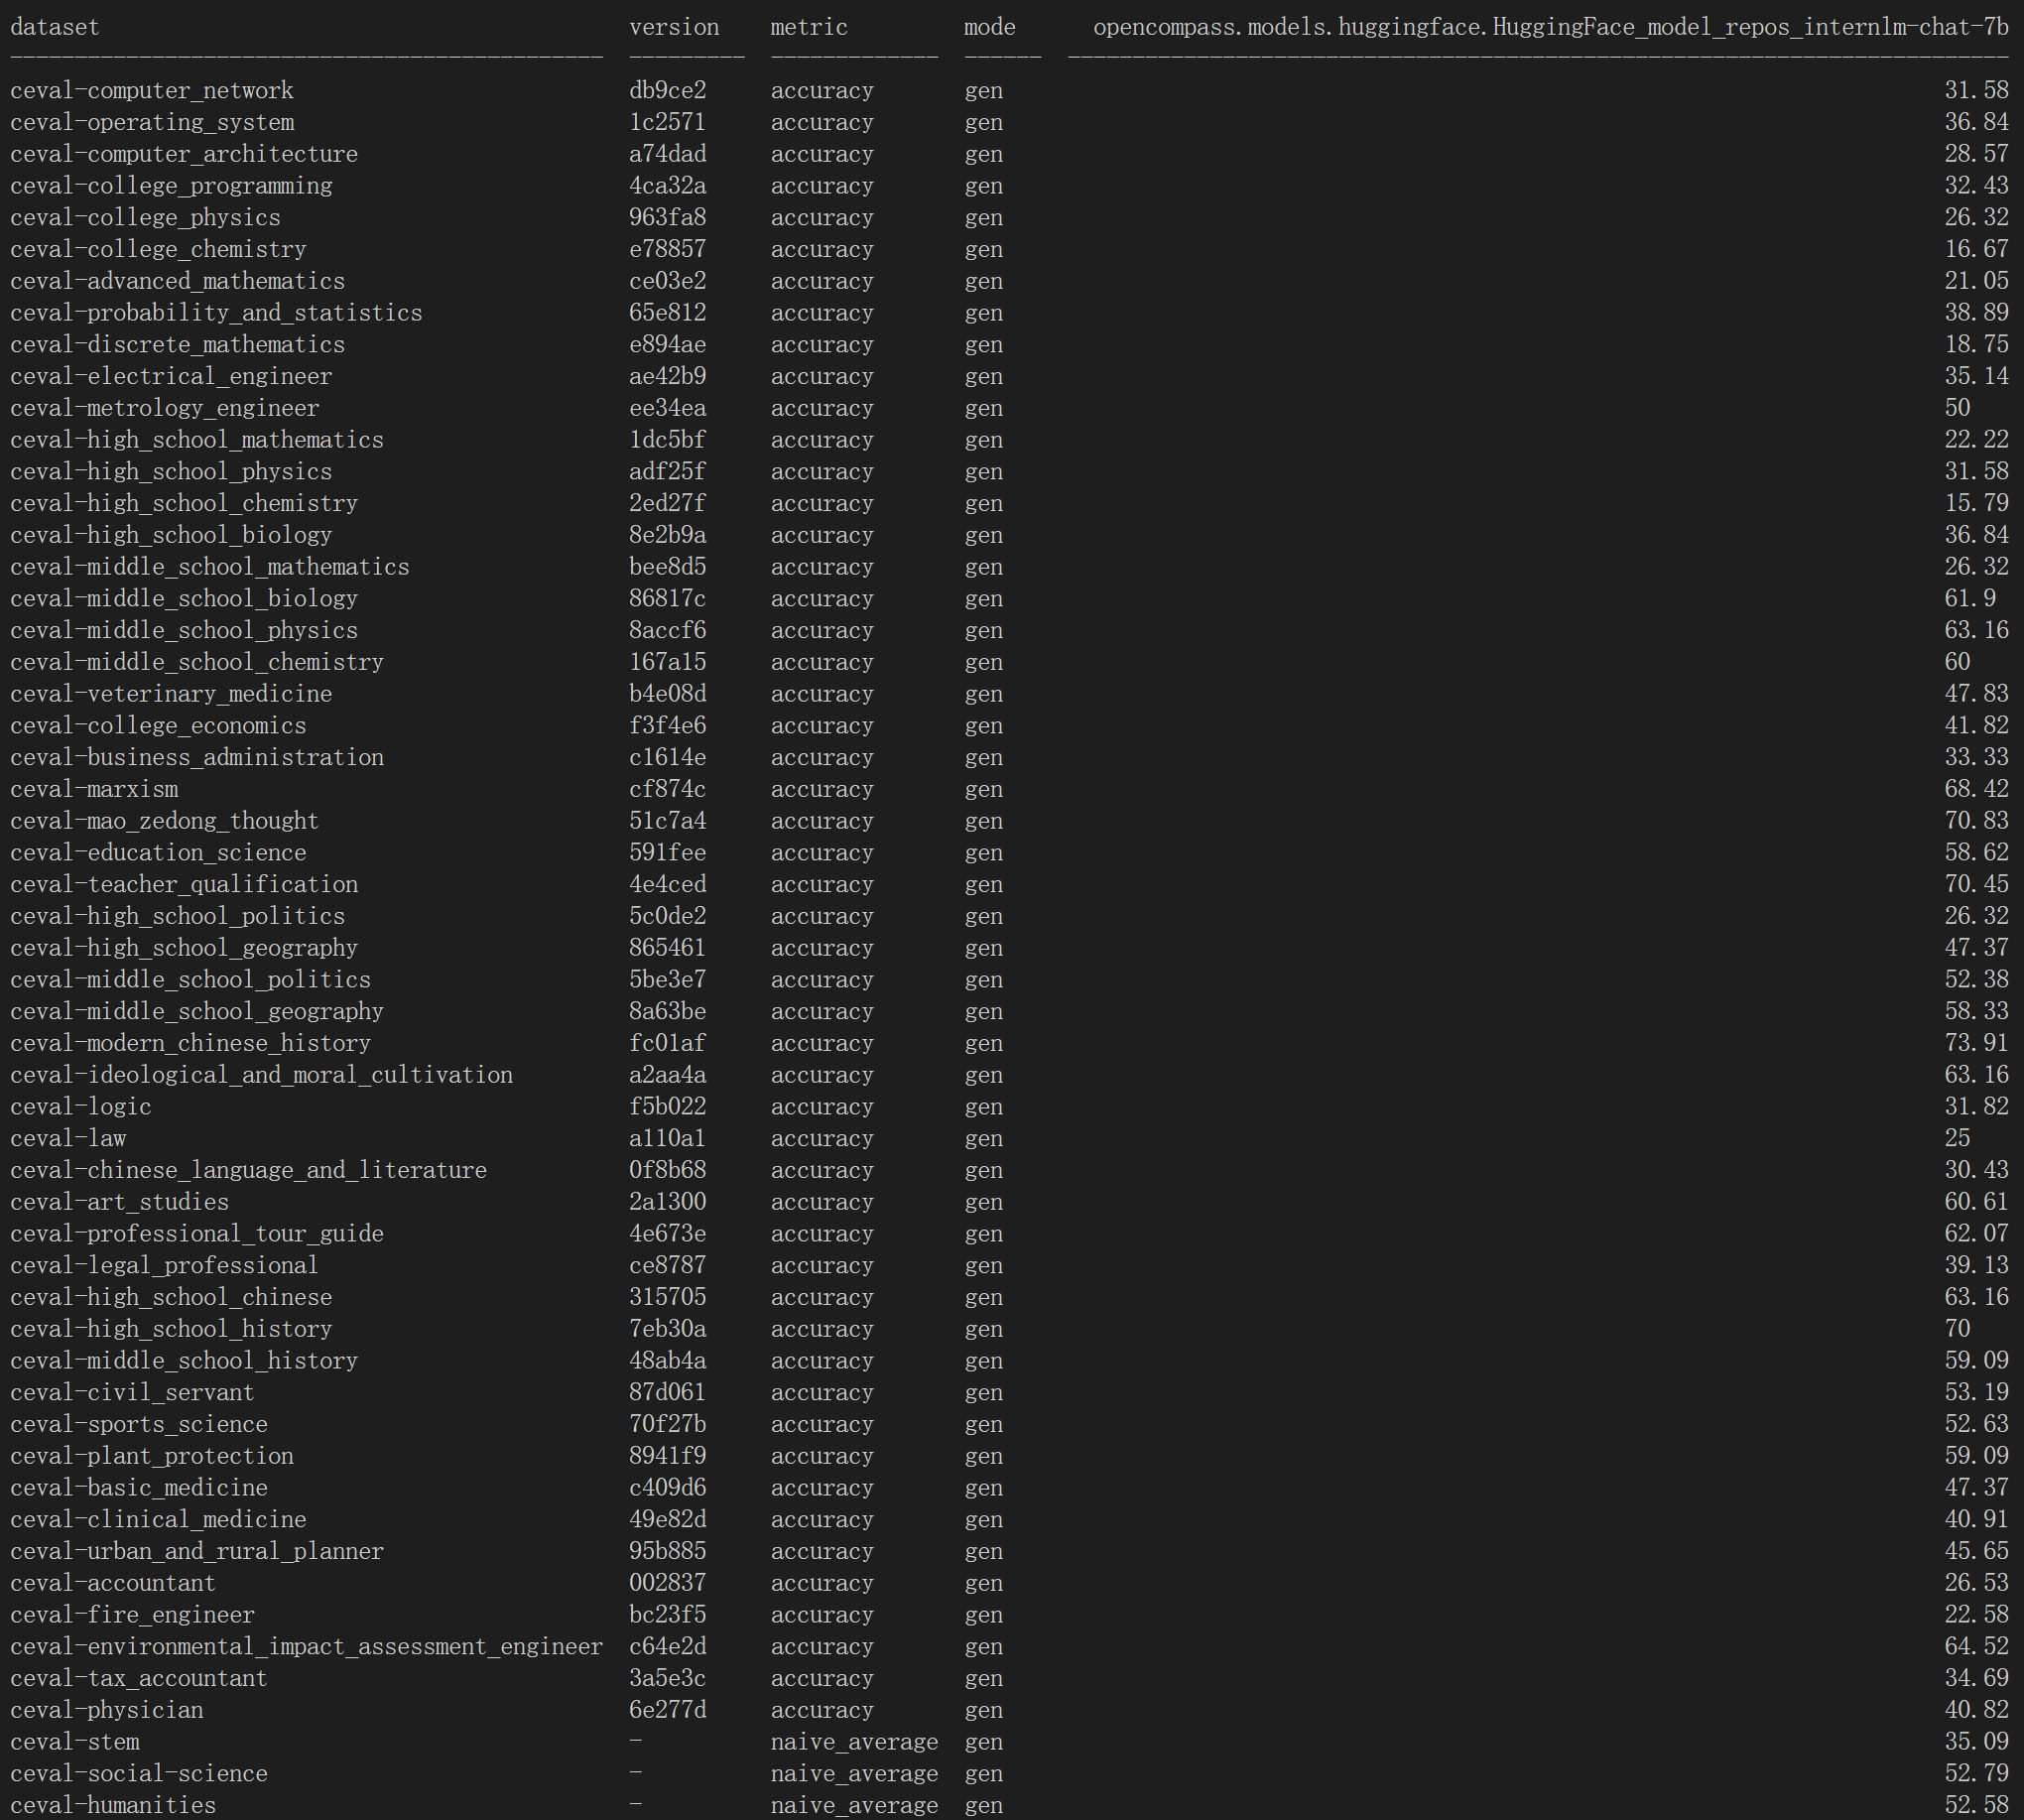 dataset version metric mode opencompass.models.huggingface.HuggingFace_model_repos_internlm-chat-7b
---------------------------------------------- --------- ------------- ------ -------------------------------------------------------------------------
ceval-computer_network db9ce2 accuracy gen 31.58
ceval-operating_system 1c2571 accuracy gen 36.84
ceval-computer_architecture a74dad accuracy gen 28.57
ceval-college_programming 4ca32a accuracy gen 32.43
ceval-college_physics 963fa8 accuracy gen 26.32
ceval-college_chemistry e78857 accuracy gen 16.67
ceval-advanced_mathematics ce03e2 accuracy gen 21.05
ceval-probability_and_statistics 65e812 accuracy gen 38.89
ceval-discrete_mathematics e894ae accuracy gen 18.75
ceval-electrical_engineer ae42b9 accuracy gen 35.14
ceval-metrology_engineer ee34ea accuracy gen 50
ceval-high_school_mathematics 1dc5bf accuracy gen 22.22
ceval-high_school_physics adf25f accuracy gen 31.58
ceval-high_school_chemistry 2ed27f accuracy gen 15.79
ceval-high_school_biology 8e2b9a accuracy gen 36.84
ceval-middle_school_mathematics bee8d5 accuracy gen 26.32
ceval-middle_school_biology 86817c accuracy gen 61.9
ceval-middle_school_physics 8accf6 accuracy gen 63.16
ceval-middle_school_chemistry 167a15 accuracy gen 60
ceval-veterinary_medicine b4e08d accuracy gen 47.83
ceval-college_economics f3f4e6 accuracy gen 41.82
ceval-business_administration c1614e accuracy gen 33.33
ceval-marxism cf874c accuracy gen 68.42
ceval-mao_zedong_thought 51c7a4 accuracy gen 70.83
ceval-education_science 591fee accuracy gen 58.62
ceval-teacher_qualification 4e4ced accuracy gen 70.45
ceval-high_school_politics 5c0de2 accuracy gen 26.32
ceval-high_school_geography 865461 accuracy gen 47.37
ceval-middle_school_politics 5be3e7 accuracy gen 52.38
ceval-middle_school_geography 8a63be accuracy gen 58.33
ceval-modern_chinese_history fc01af accuracy gen 73.91
ceval-ideological_and_moral_cultivation a2aa4a accuracy gen 63.16
ceval-logic f5b022 accuracy gen 31.82
ceval-law a110a1 accuracy gen 25
ceval-chinese_language_and_literature 0f8b68 accuracy gen 30.43
ceval-art_studies 2a1300 accuracy gen 60.61
ceval-professional_tour_guide 4e673e accuracy gen 62.07
ceval-legal_professional ce8787 accuracy gen 39.13
ceval-high_school_chinese 315705 accuracy gen 63.16
ceval-high_school_history 7eb30a accuracy gen 70
ceval-middle_school_history 48ab4a accuracy gen 59.09
ceval-civil_servant 87d061 accuracy gen 53.19
ceval-sports_science 70f27b accuracy gen 52.63
ceval-plant_protection 8941f9 accuracy gen 59.09
ceval-basic_medicine c409d6 accuracy gen 47.37
ceval-clinical_medicine 49e82d accuracy gen 40.91
ceval-urban_and_rural_planner 95b885 accuracy gen 45.65
ceval-accountant 002837 accuracy gen 26.53
ceval-fire_engineer bc23f5 accuracy gen 22.58
ceval-environmental_impact_assessment_engineer c64e2d accuracy gen 64.52
ceval-tax_accountant 3a5e3c accuracy gen 34.69
ceval-physician 6e277d accuracy gen 40.82
ceval-stem - naive_average gen 35.09
ceval-social-science - naive_average gen 52.79
ceval-humanities - naive_average gen 52.58